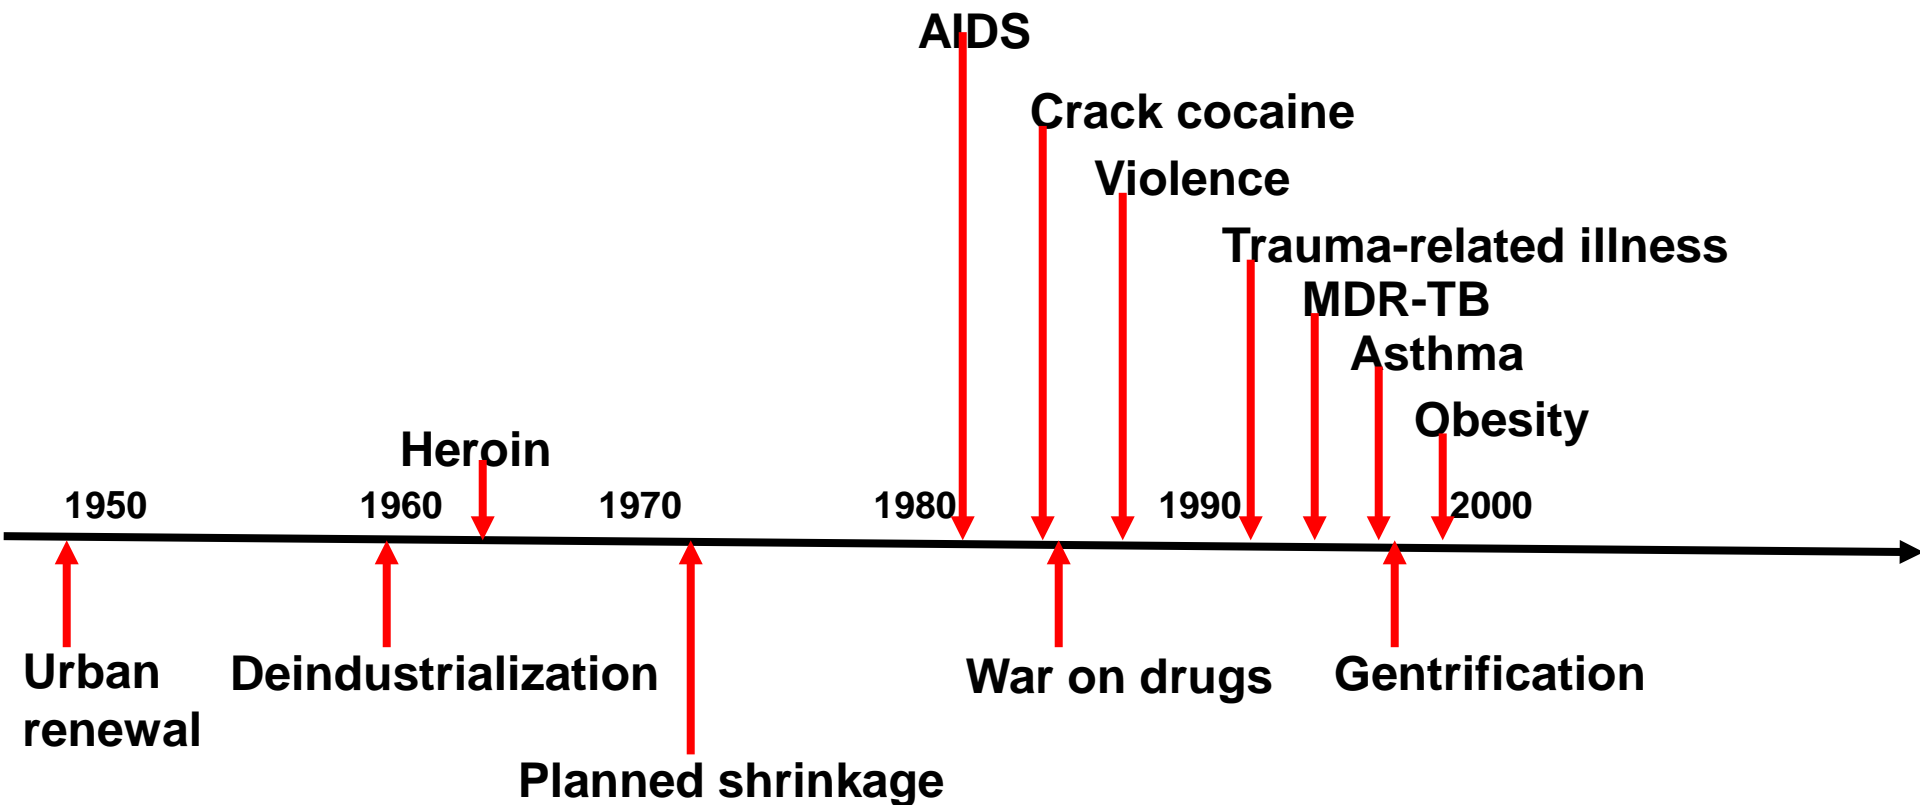 AIDS
Crack cocaine
Violence
Trauma-related illness
MDR-TB
Asthma
Obesity
Heroin
1950 1960 1970 1980 1990 2000
Urban
renewal
Deindustrialization
War on drugs
Gentrification
Planned shrinkage